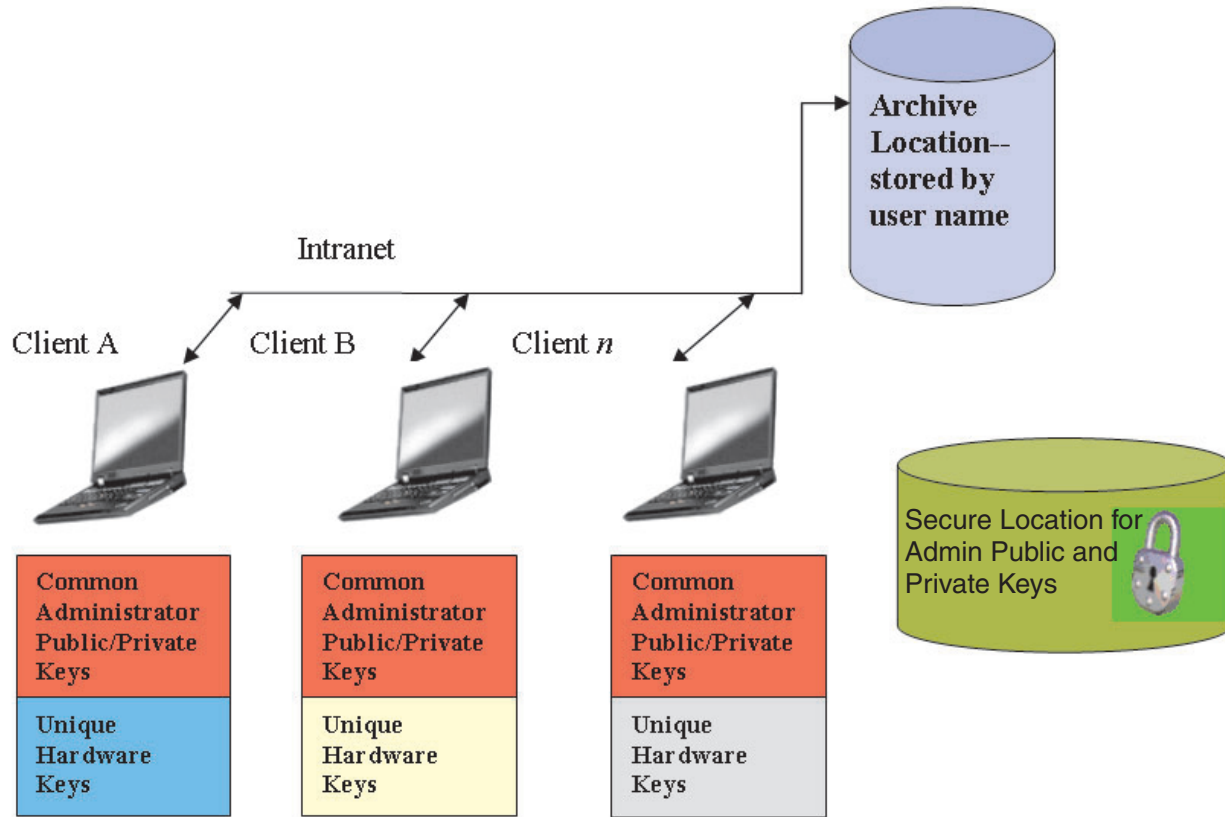 Archive
Location--
stored by
user name
Intranet
Client A
Client B
Client n
Secure Location for
Admin Public and
Private Keys
Common
Administrator
Public/Private
Keys
Unique
Hardware
Keys
Common
Administrator
Public/Private
Keys
Unique
Hardware
Keys
Common
Administrator
Public/Private
Keys
Unique
Hardware
Keys